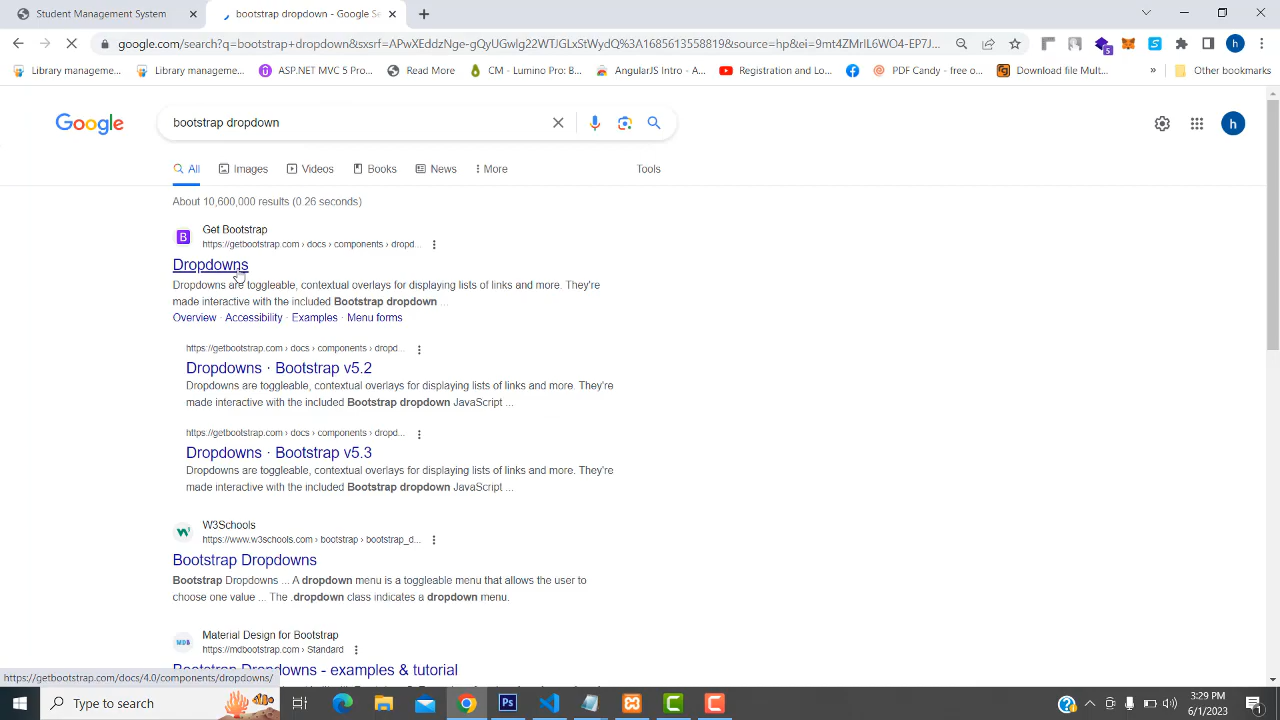 Student Management System
bootstrap dropdown - Google Se
google.com/search?q=bootstrap+dropdown&
Library manageme...
Library manageme...
ASP.NET MVC 5 Pro...
Read More
CM - Lumino Pro: B...
AngularJS Intro - A...
Registration and Lo...
PDF Candy - free o...
Download file Mult...
»
Other bookmarks
Google
bootstrap dropdown
h
All
Images
Videos
Books
News
More
Tools
About 10,600,000 results (0.26 seconds)
Get Bootstrap
https://getbootstrap.com › docs › components › dropd...
Dropdowns
Dropdowns are toggleable, contextual overlays for displaying lists of links and more. They're
made interactive with the included Bootstrap dropdown ...
Overview · Accessibility · Examples · Menu forms
https://getbootstrap.com › docs › components › dropd...
Dropdowns · Bootstrap v5.2
Dropdowns are toggleable, contextual overlays for displaying lists of links and more. They're
made interactive with the included Bootstrap dropdown JavaScript ...
https://getbootstrap.com › docs › components › dropd...
Dropdowns · Bootstrap v5.3
Dropdowns are toggleable, contextual overlays for displaying lists of links and more. They're
made interactive with the included Bootstrap dropdown JavaScript ...
W3Schools
https://www.w3schools.com › bootstrap › bootstrap_d...
Bootstrap Dropdowns
Bootstrap Dropdowns ... A dropdown menu is a toggleable menu that allows the user to
choose one value ... The .dropdown class indicates a dropdown menu.
Material Design for Bootstrap
https://mdbootstrap.com › Standard
Bootstrap Dropdowns - examples & tutorial
https://getbootstrap.com/docs/4.0/components/dropdowns/
Type to search
3:29 PM
6/1/2023